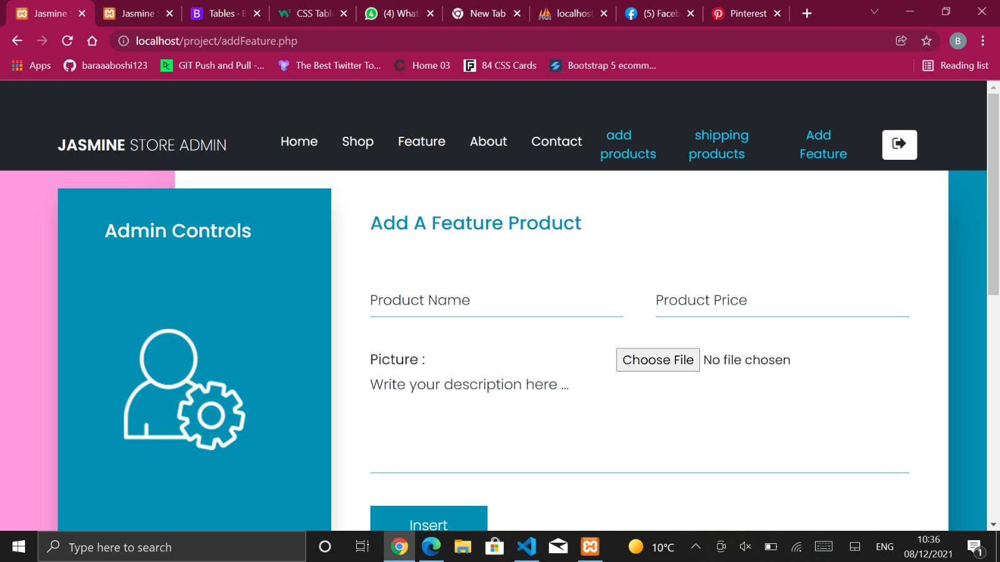 Jasmine S
Jasmine S
B Tables · B
CSS Tabl
4 (4) What
New Tab
localhost
(5) Faceb
Pinterest
localhost/project/addFeature.php
B
Apps
baraaaboshi123
GIT Push and Pull -...
The Best Twitter To...
Home 03
84 CSS Cards
Bootstrap 5 ecomm...
Reading list
JASMINE STORE ADMIN
Home
Shop
Feature
About
Contact
add
products
shipping
products
Add
Feature
Admin Controls
Add A Feature Product
Product Name
Product Price
Picture :
Choose File No file chosen
Write your description here ...
Insert
Type here to search
10°C
ENG
10:36
08/12/2021
1